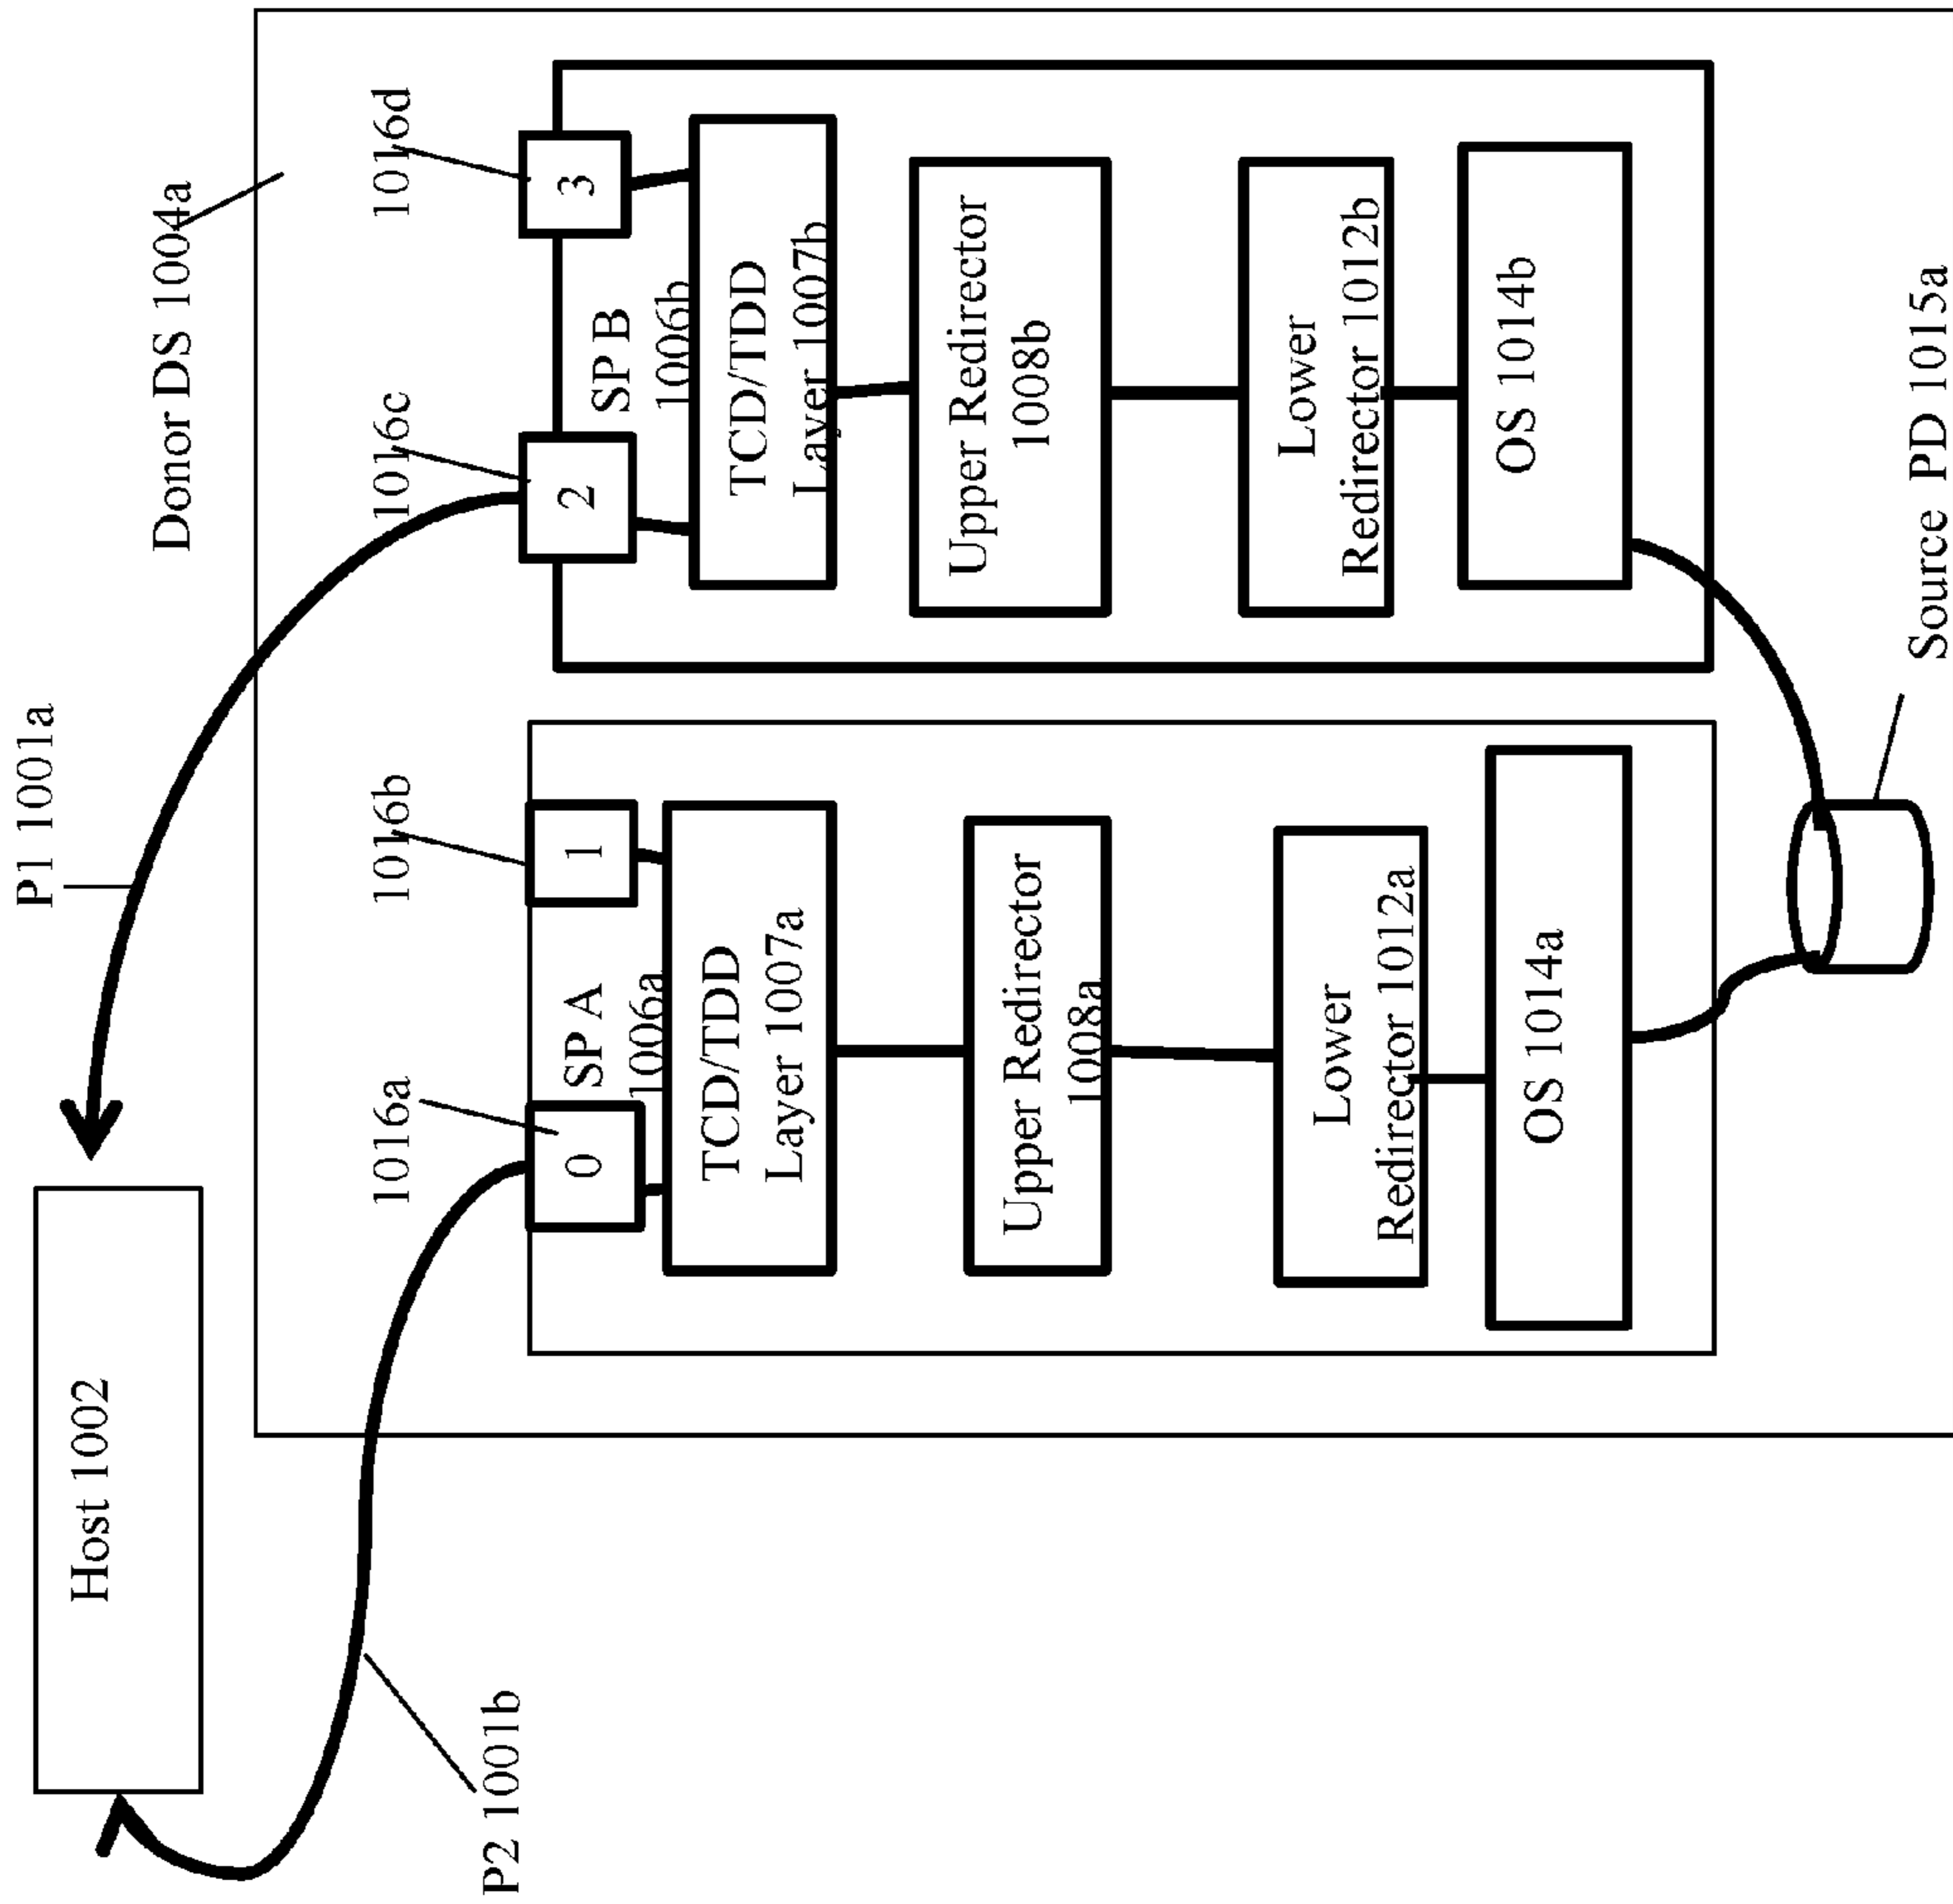 Host 1002
P1 1001a
P2 1001b
Donor DS 1004a
1016a
1016b
1016c
1016d
0
SP A
1006a
1
2
SP B
1006b
3
TCD/TDD
Layer 1007a
TCD/TDD
Layer 1007b
Upper Redirector
1008a
Upper Redirector
1008b
Lower
Redirector 1012a
Lower
Redirector 1012b
OS 1014a
OS 1014b
Source PD 1015a